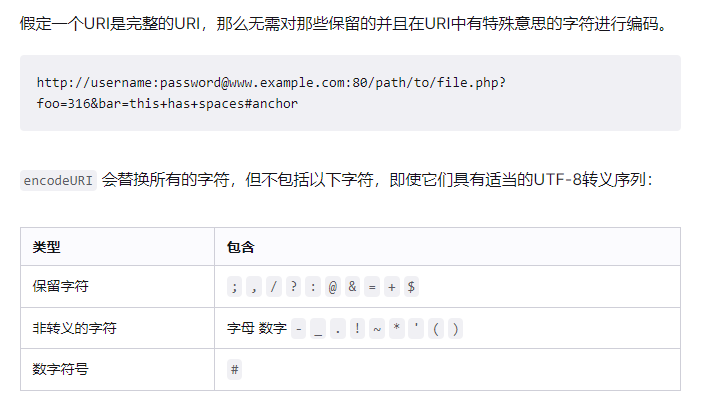 假定一个URI是完整的URI，那么无需对那些保留的并且在URI中有特殊意思的字符进行编码。
http://username:password@www.example.com:80/path/to/file.php?
foo=316&bar=this+has+spaces#anchor
encodeURI 会替换所有的字符，但不包括以下字符，即使它们具有适当的UTF-8转义序列：
类型 包含
保留字符 ; , / ? : @ & = + $
非转义的字符 字母 数字 - _ . ! ~ * ' ( )
数字符号 #